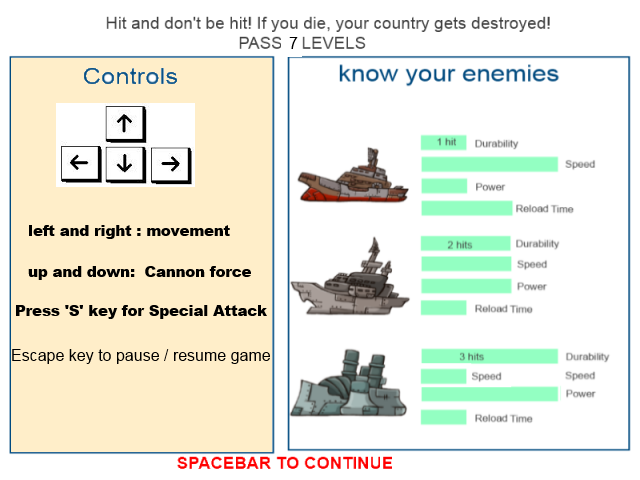 Hit and don't be hit! If you die, your country gets destroyed!
PASS 7 LEVELS
Controls
left and right : movement
up and down: Cannon force
Press 'S' key for Special Attack
Escape key to pause / resume game
know your enemies
1 hit Durability
Speed
Power
Reload Time
2 hits Durability
Speed
Power
Reload Time
3 hits Durability
Speed Speed
Power
Reload Time
SPACEBAR TO CONTINUE